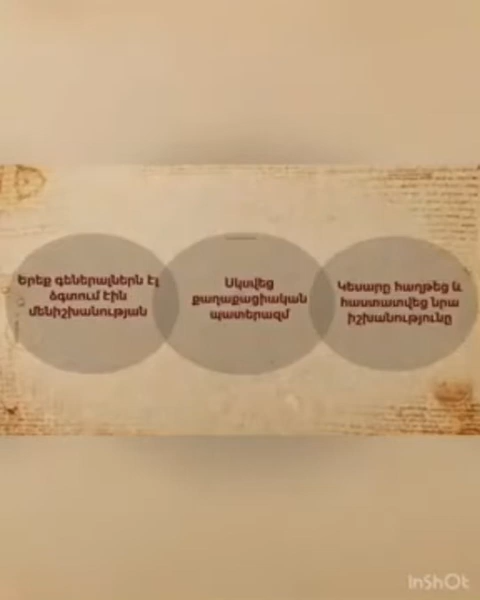 Երեք գեներալներն էլ
ձգտում էին
մենիշխանության
Սկսվեց
քաղաքացիական
պատերազմ
Կեսարը հաղթեց և
հաստատվեց նրա
իշխանությունը
InShOt